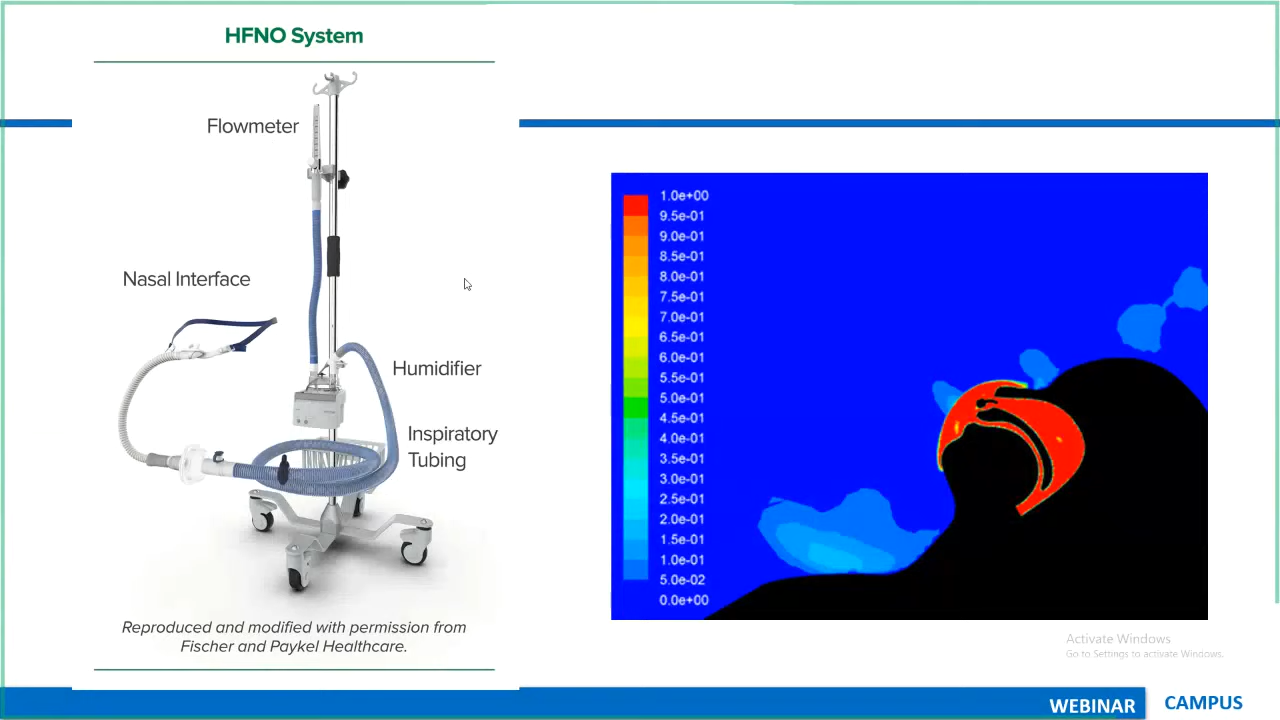 HFNO System
Flowmeter
Nasal Interface
Humidifier
Inspiratory
Tubing
Reproduced and modified with permission from
Fischer and Paykel Healthcare.
1.0e+00
9.5e-01
9.0e-01
8.5e-01
8.0e-01
7.5e-01
7.0e-01
6.5e-01
6.0e-01
5.5e-01
5.0e-01
4.5e-01
4.0e-01
3.5e-01
3.0e-01
2.5e-01
2.0e-01
1.5e-01
1.0e-01
5.0e-02
0.0e+00
Activate Windows
Go to Settings to activate Windows.
WEBINAR CAMPUS